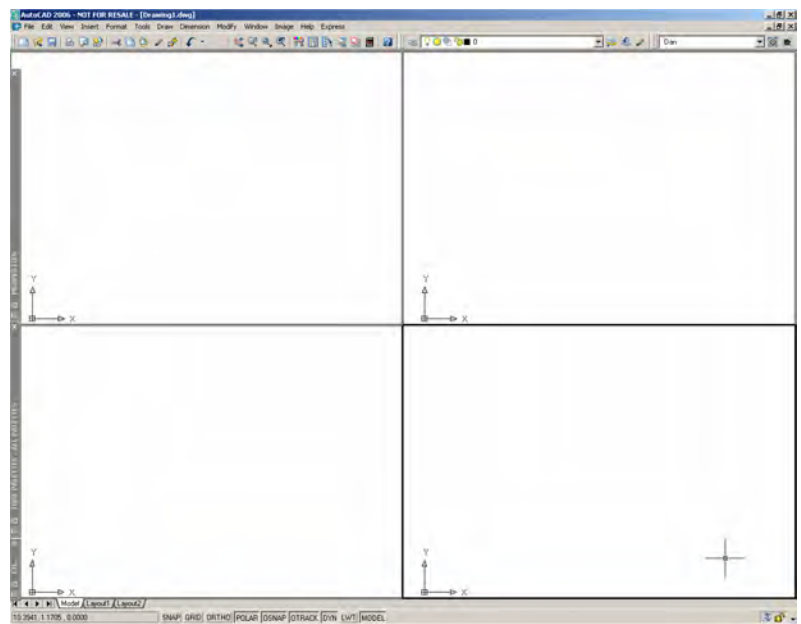 AutoCAD 2006 - NOT FOR RESALE - [Drawing1.dwg]
File Edit View Insert Format Tools Draw Dimension Modify Window Image Help Express
0
Dan
Y
X
Y
X
Y
X
Y
X
Model Layout1 Layout2
10.3541, 1.1705, 0.0000 SNAP GRID ORTHO POLAR OSNAP OTRACK DYN LWT MODEL